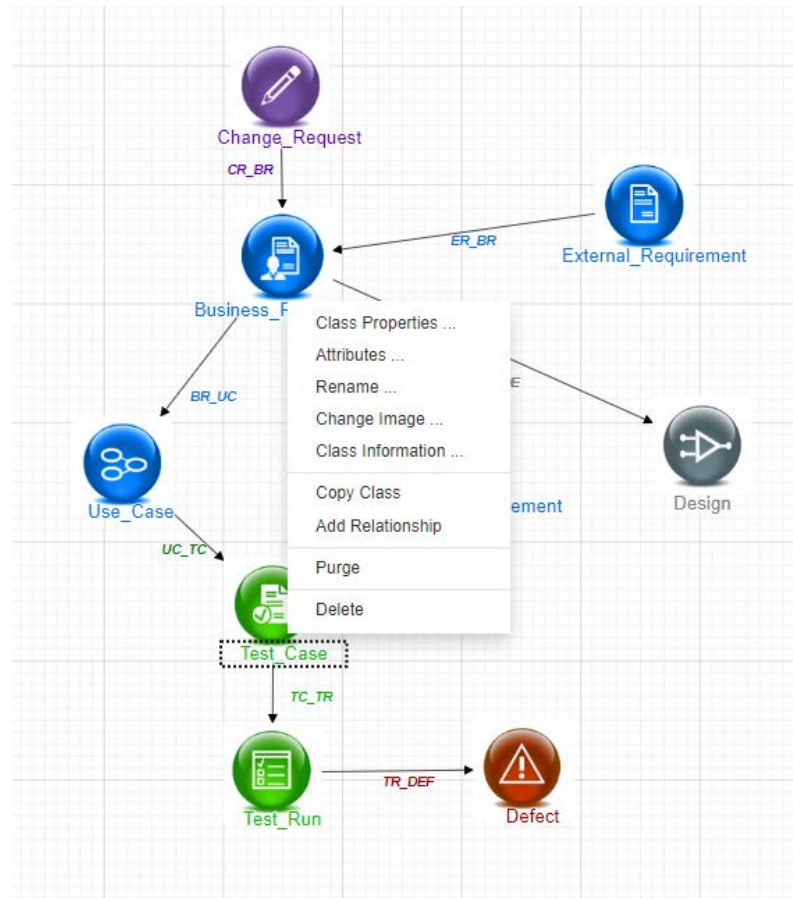 Change_Request
CR_BR
ER_BR
External_Requirement
Business_
Class Properties ...
Attributes ...
Rename ...
Change Image ...
Class Information ...
Copy Class
Add Relationship
Purge
Delete
BR_UC
E
Use_Case
ement
Design
UC_TC
Test_Case
TC_TR
Test_Run
TR_DEF
Defect